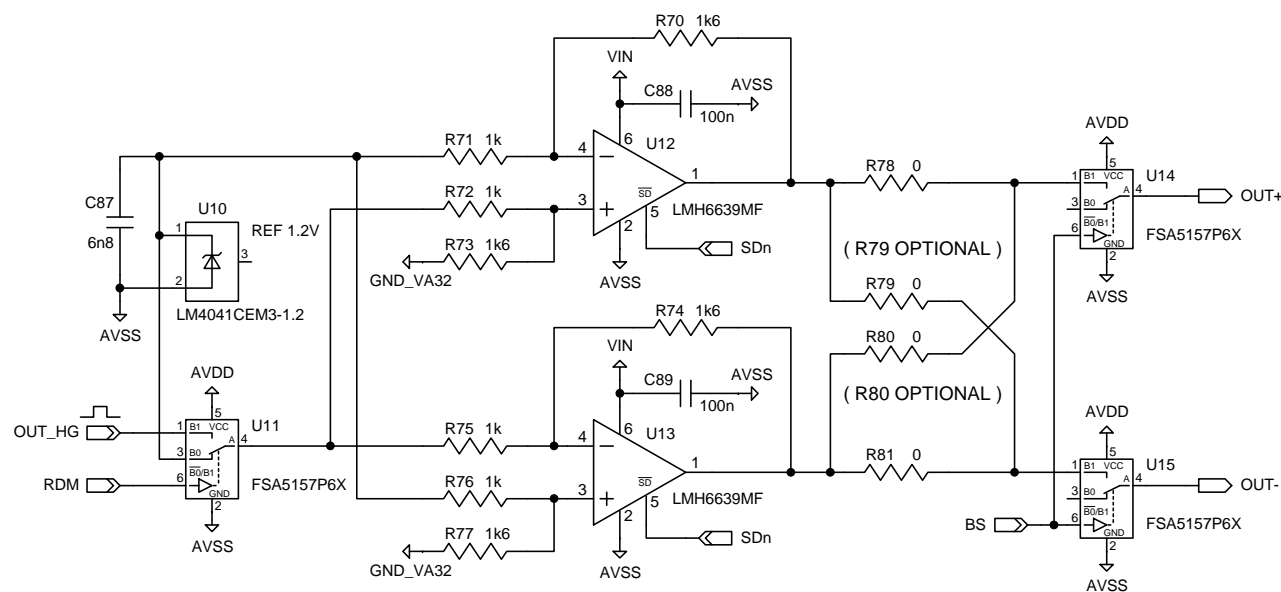 R70 1k6
VIN
C88
AVSS
100n
6
U12
R71 1k
4
1
SD
R72 1k
3
5
LMH6639MF
2
SDn
R73 1k6
GND_VA32
AVSS
C87
6n8
U10
1
REF 1.2V
3
2
LM4041CEM3-1.2
AVSS
AVDD
5
U11
OUT_HG
1 B1 VCC
A 4
3 B0
6 B0/B1
GND
RDM
FSA5157P6X
2
AVSS
R74 1k6
VIN
C89
AVSS
100n
6
U13
R75 1k
4
1
SD
R76 1k
3
5
LMH6639MF
2
SDn
R77 1k6
GND_VA32
AVSS
R78 0
( R79 OPTIONAL )
R79 0
R80 0
( R80 OPTIONAL )
R81 0
AVDD
5
U14
1 B1 VCC
A 4
OUT+
3 B0
6 B0/B1
GND
FSA5157P6X
2
AVSS
AVDD
5
U15
1 B1 VCC
A 4
OUT-
3 B0
BS
6 B0/B1
GND
FSA5157P6X
2
AVSS